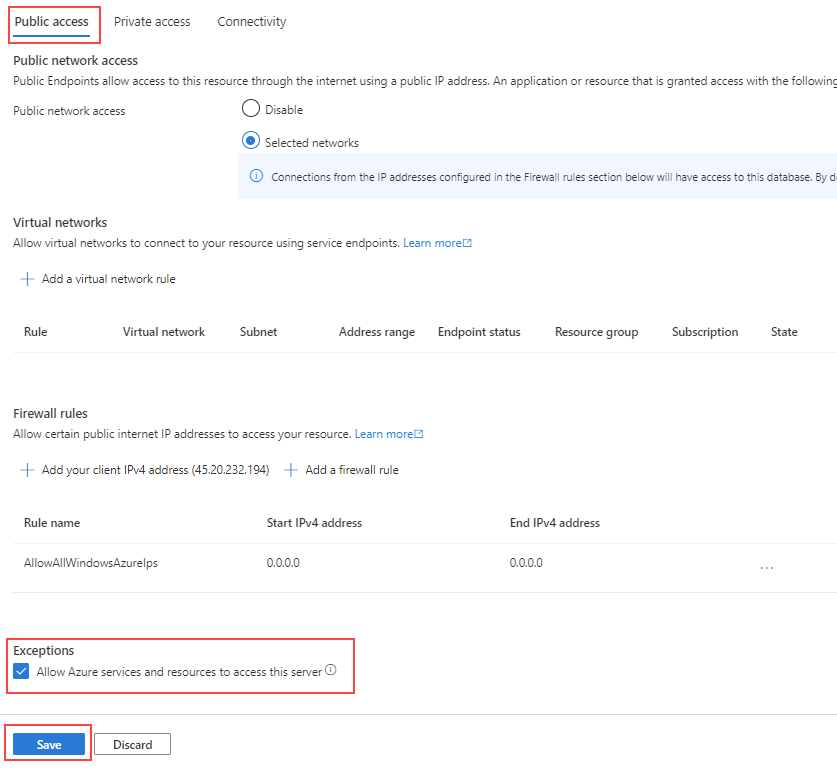 Public access Private access Connectivity
Public network access
Public Endpoints allow access to this resource through the internet using a public IP address. An application or resource that is granted access with the following
Public network access
Disable
Selected networks
Connections from the IP addresses configured in the Firewall rules section below will have access to this database. By d
Virtual networks
Allow virtual networks to connect to your resource using service endpoints. Learn more
Add a virtual network rule
Rule Virtual network Subnet Address range Endpoint status Resource group Subscription State
Firewall rules
Allow certain public internet IP addresses to access your resource. Learn more
Add your client IPv4 address (45.20.232.194) Add a firewall rule
Rule name Start IPv4 address End IPv4 address
AllowAllWindowsAzureIps 0.0.0.0 0.0.0.0 ...
Exceptions
Allow Azure services and resources to access this server
Save Discard